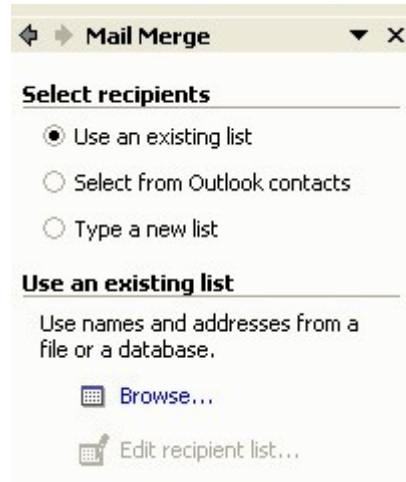 Mail Merge
Select recipients
Use an existing list
Select from Outlook contacts
Type a new list
Use an existing list
Use names and addresses from a
file or a database.
Browse...
Edit recipient list...